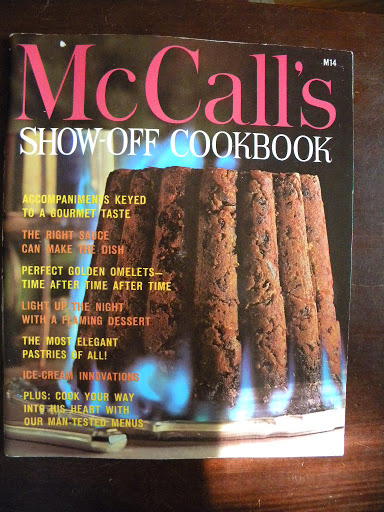 McCall's
M14
SHOW-OFF COOKBOOK
ACCOMPANIMENTS KEYED
TO A GOURMET TASTE
THE RIGHT SAUCE
CAN MAKE THE DISH
PERFECT GOLDEN OMELETS—
TIME AFTER TIME AFTER TIME
LIGHT UP THE NIGHT
WITH A FLAMING DESSERT
THE MOST ELEGANT
PASTRIES OF ALL!
ICE-CREAM INNOVATIONS
PLUS: COOK YOUR WAY
INTO HIS HEART WITH
OUR MAN-TESTED MENUS